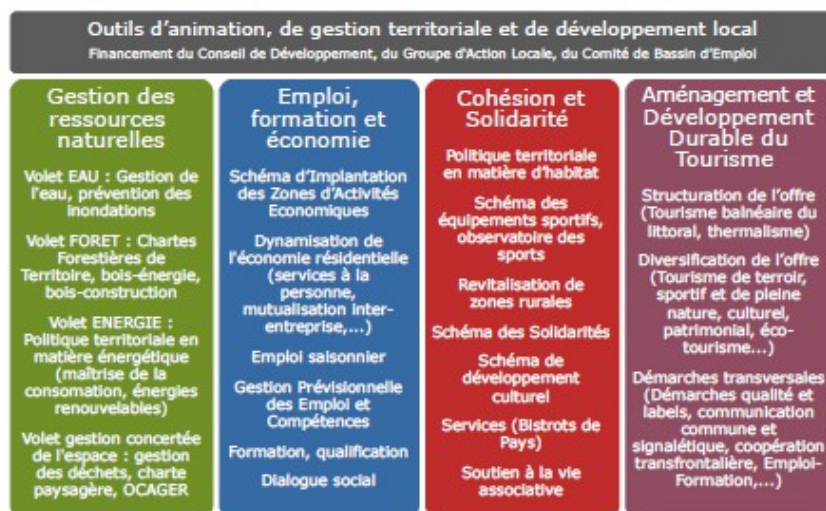 Outils d'animation, de gestion territoriale et de développement local
Financement du Conseil de Développement, du Groupe d'Action Locale, du Comité de Bassin d'Emploi
Gestion des
ressources
naturelles
Volet EAU : Gestion de
l'eau, prévention des
inondations
Volet FORET : Chartes
Forestières de
Territoire, bois-énergie,
bois-construction
Volet ENERGIE :
Politique territoriale en
matière énergétique
(maîtrise de la
consomation, énergies
renouvelables)
Volet gestion concertée
de l'espace : gestion
des déchets, charte
paysagère, OCAGER
Emploi,
formation et
économie
Schéma d'Implantation
des Zones d'Activités
Economiques
Dynamisation de
l'économie résidentielle
(services à la
personne,
mutualisation inter-
entreprise,...)
Emploi saisonnier
Gestion Prévisionnelle
des Emploi et
Compétences
Formation, qualification
Dialogue social
Cohésion et
Solidarité
Politique territoriale
en matière d'habitat
Schéma des
équipements sportifs,
observatoire des
sports
Revitalisation de
zones rurales
Schéma des Solidarités
Schéma de
développement
culturel
Services (Bistrots de
Pays)
Soutien à la vie
associative
Aménagement et
Développement
Durable du
Tourisme
Structuration de l'offre
(Tourisme balnéaire du
littoral, thermalisme)
Diversification de l'offre
(Tourisme de terroir,
sportif et de pleine
nature, culturel,
patrimonial, éco-
tourisme...)
Démarches transversales
(Démarches qualité et
labels, communication
commune et
signalétique, coopération
transfrontalière, Emploi-
Formation,...)